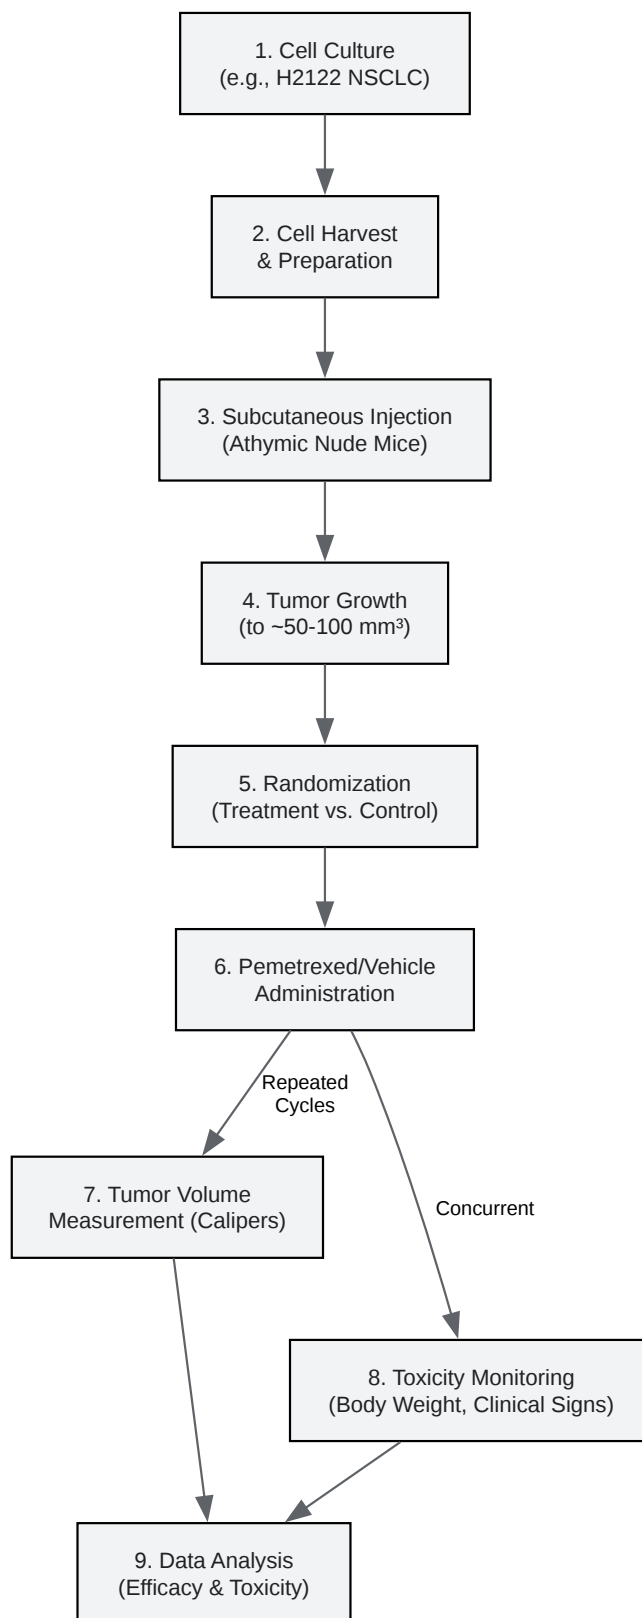 1. Cell Culture
(e.g., H2122 NSCLC)
2. Cell Harvest
& Preparation
3. Subcutaneous Injection
(Athymic Nude Mice)
4. Tumor Growth
(to ~50-100 mm³)
5. Randomization
(Treatment vs. Control)
6. Pemetrexed/Vehicle
Administration
Repeated
Cycles
7. Tumor Volume
Measurement (Calipers)
Concurrent
8. Toxicity Monitoring
(Body Weight, Clinical Signs)
9. Data Analysis
(Efficacy & Toxicity)